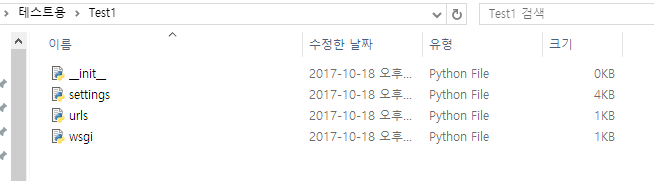 > 테스트용 > Test1
Test1 검색
이름 수정한 날짜 유형 크기
__init__ 2017-10-18 오후... Python File 0KB
settings 2017-10-18 오후... Python File 4KB
urls 2017-10-18 오후... Python File 1KB
wsgi 2017-10-18 오후... Python File 1KB